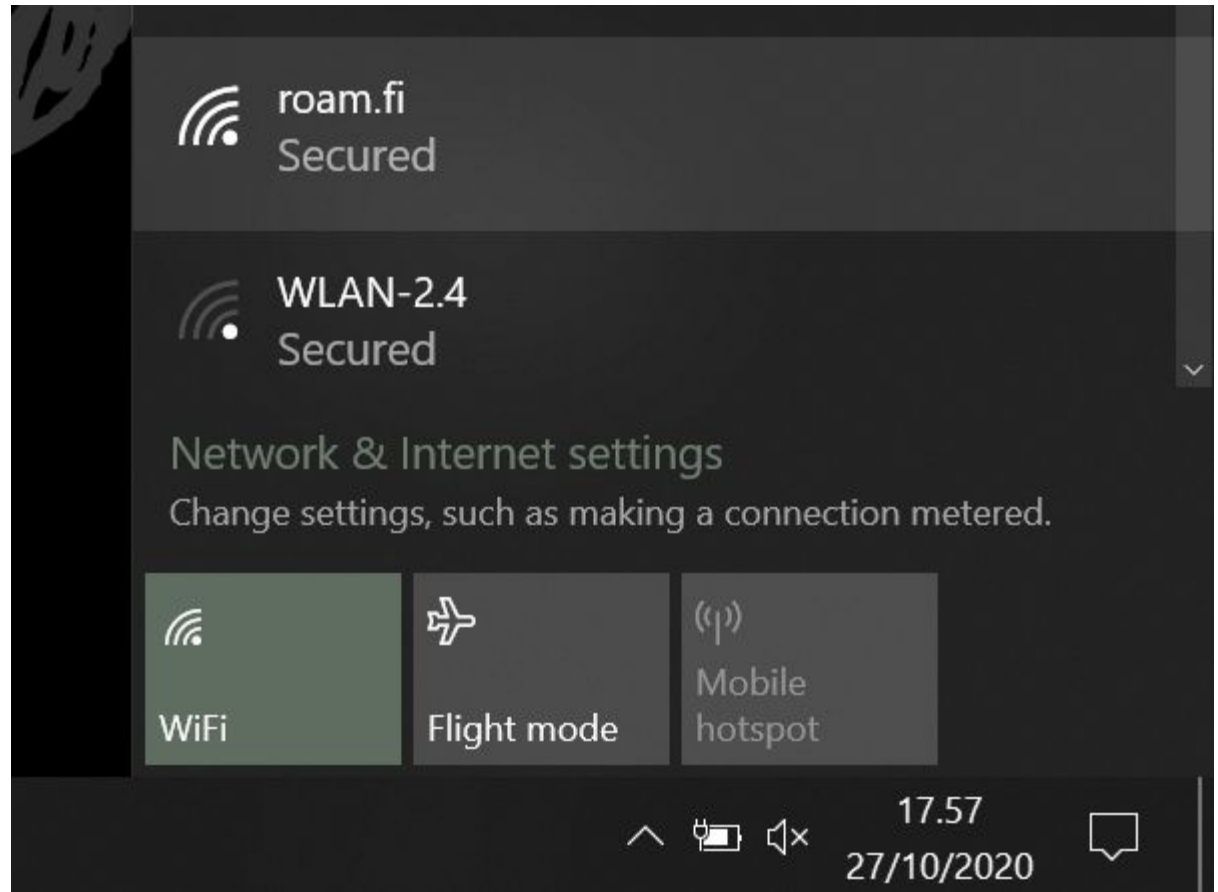 roam.fi
Secured
WLAN-2.4
Secured
Network & Internet settings
Change settings, such as making a connection metered.
WiFi
Flight mode
Mobile
hotspot
17.57
27/10/2020